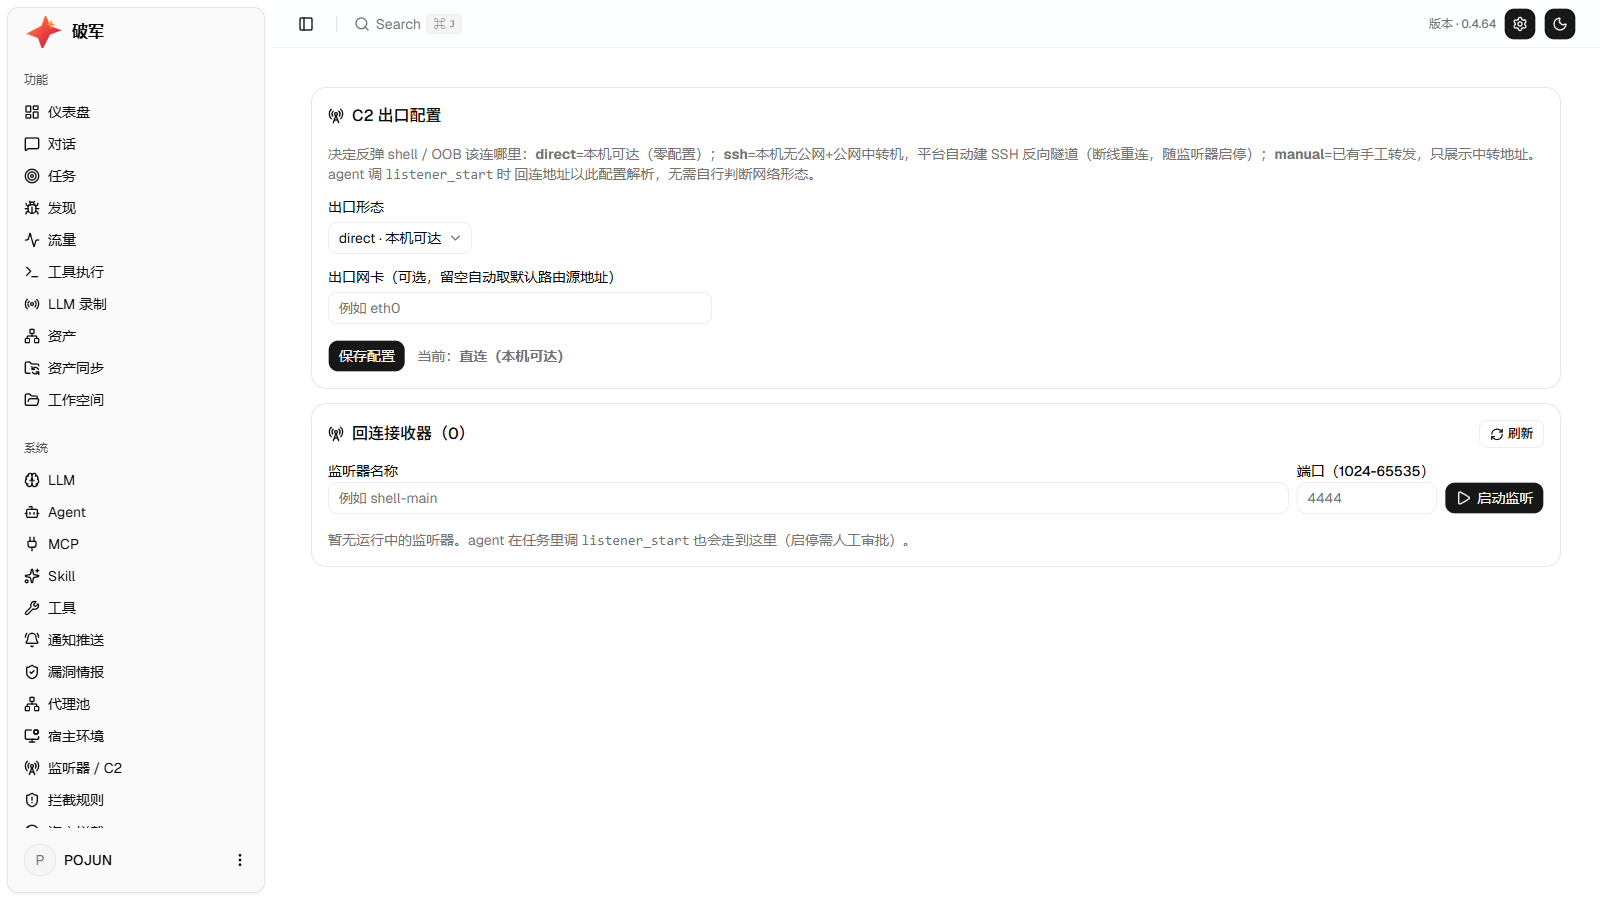 破军
功能
仪表盘
对话
任务
发现
流量
工具执行
LLM 录制
资产
资产同步
工作空间
系统
LLM
Agent
MCP
Skill
工具
通知推送
漏洞情报
代理池
宿主环境
监听器 / C2
拦截规则
P POJUN
Search ⌘ J
版本 · 0.4.64
C2 出口配置
决定反弹 shell / OOB 该连哪里：direct=本机可达（零配置）；ssh=本机无公网+公网中转机，平台自动建 SSH 反向隧道（断线重连，随监听器启停）；manual=已有手工转发，只展示中转地址。
agent 调 listener_start 时 回连地址以此配置解析，无需自行判断网络形态。
出口形态
direct · 本机可达
出口网卡（可选，留空自动取默认路由源地址）
例如 eth0
保存配置 当前：直连（本机可达）
回连接收器（0）
刷新
监听器名称 端口（1024-65535）
例如 shell-main 4444 启动监听
暂无运行中的监听器。agent 在任务里调 listener_start 也会走到这里（启停需人工审批）。